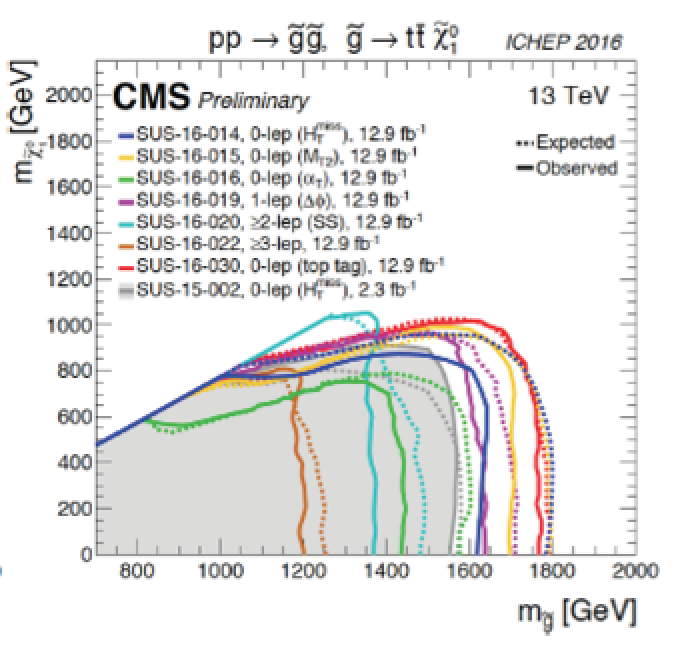 pp → g̃g̃, g̃ → tt̄ χ̃⁰₁ ICHEP 2016
CMS Preliminary 13 TeV
SUS-16-014, 0-lep (H_T^miss), 12.9 fb⁻¹
SUS-16-015, 0-lep (M_T2), 12.9 fb⁻¹
SUS-16-016, 0-lep (α_T), 12.9 fb⁻¹
SUS-16-019, 1-lep (Δϕ), 12.9 fb⁻¹
SUS-16-020, ≥2-lep (SS), 12.9 fb⁻¹
SUS-16-022, ≥3-lep, 12.9 fb⁻¹
SUS-16-030, 0-lep (top tag), 12.9 fb⁻¹
SUS-15-002, 0-lep (H_T^miss), 2.3 fb⁻¹
Expected
Observed
m_χ̃⁰₁ [GeV]
2000
1800
1600
1400
1200
1000
800
600
400
200
0
800 1000 1200 1400 1600 1800 2000
m_g̃ [GeV]